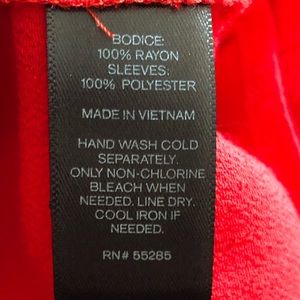 BODICE:
100% RAYON
SLEEVES:
100% POLYESTER
MADE IN VIETNAM
HAND WASH COLD
SEPARATELY.
ONLY NON-CHLORINE
BLEACH WHEN
NEEDED. LINE DRY.
COOL IRON IF
NEEDED.
RN# 55285